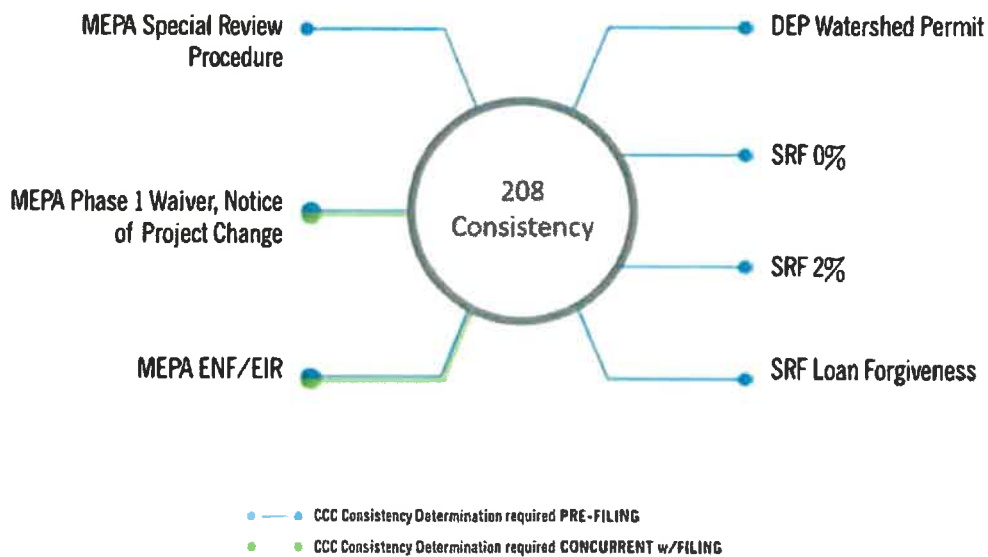 MEPA Special Review
Procedure
DEP Watershed Permit
SRF 0%
MEPA Phase 1 Waiver, Notice
of Project Change
208
Consistency
SRF 2%
MEPA ENF/EIR
SRF Loan Forgiveness
CCC Consistency Determination required PRE-FILING
CCC Consistency Determination required CONCURRENT w/FILING